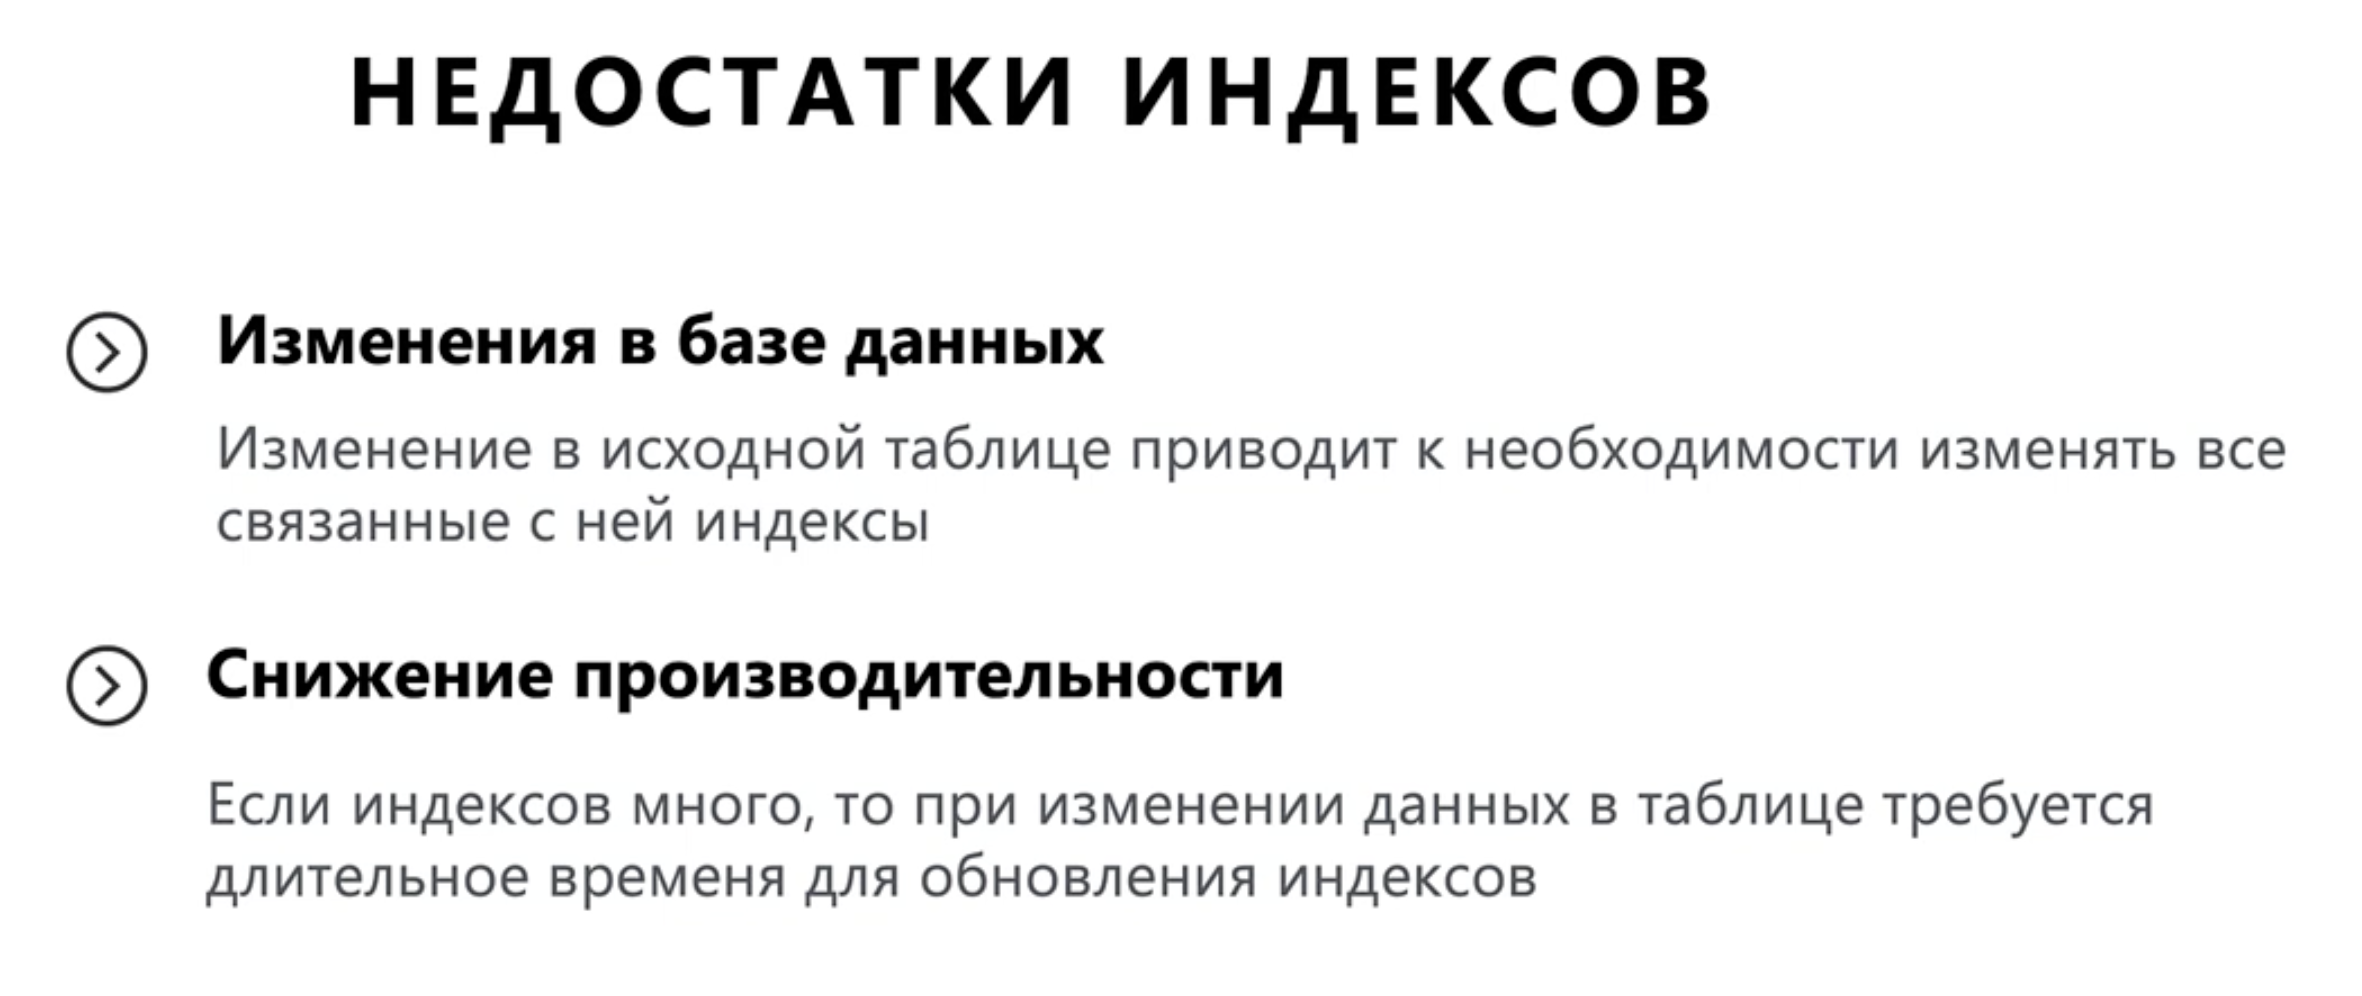 НЕДОСТАТКИ ИНДЕКСОВ
Изменения в базе данных
Изменение в исходной таблице приводит к необходимости изменять все
связанные с ней индексы
Снижение производительности
Если индексов много, то при изменении данных в таблице требуется
длительное временя для обновления индексов